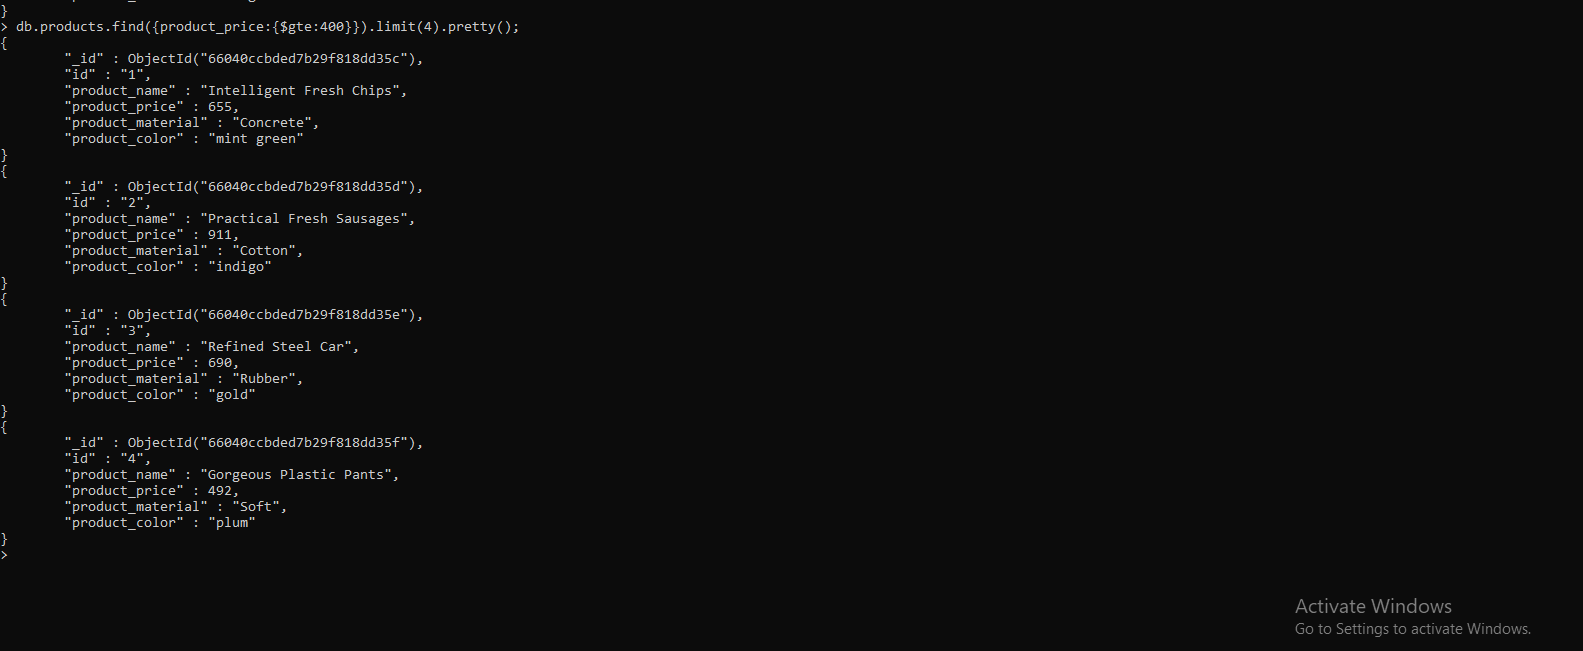 }
> db.products.find({product_price:{$gte:400}}).limit(4).pretty();
{
"_id" : ObjectId("66040ccbded7b29f818dd35c"),
"id" : "1",
"product_name" : "Intelligent Fresh Chips",
"product_price" : 655,
"product_material" : "Concrete",
"product_color" : "mint green"
}
{
"_id" : ObjectId("66040ccbded7b29f818dd35d"),
"id" : "2",
"product_name" : "Practical Fresh Sausages",
"product_price" : 911,
"product_material" : "Cotton",
"product_color" : "indigo"
}
{
"_id" : ObjectId("66040ccbded7b29f818dd35e"),
"id" : "3",
"product_name" : "Refined Steel Car",
"product_price" : 690,
"product_material" : "Rubber",
"product_color" : "gold"
}
{
"_id" : ObjectId("66040ccbded7b29f818dd35f"),
"id" : "4",
"product_name" : "Gorgeous Plastic Pants",
"product_price" : 492,
"product_material" : "Soft",
"product_color" : "plum"
}
>
Activate Windows
Go to Settings to activate Windows.